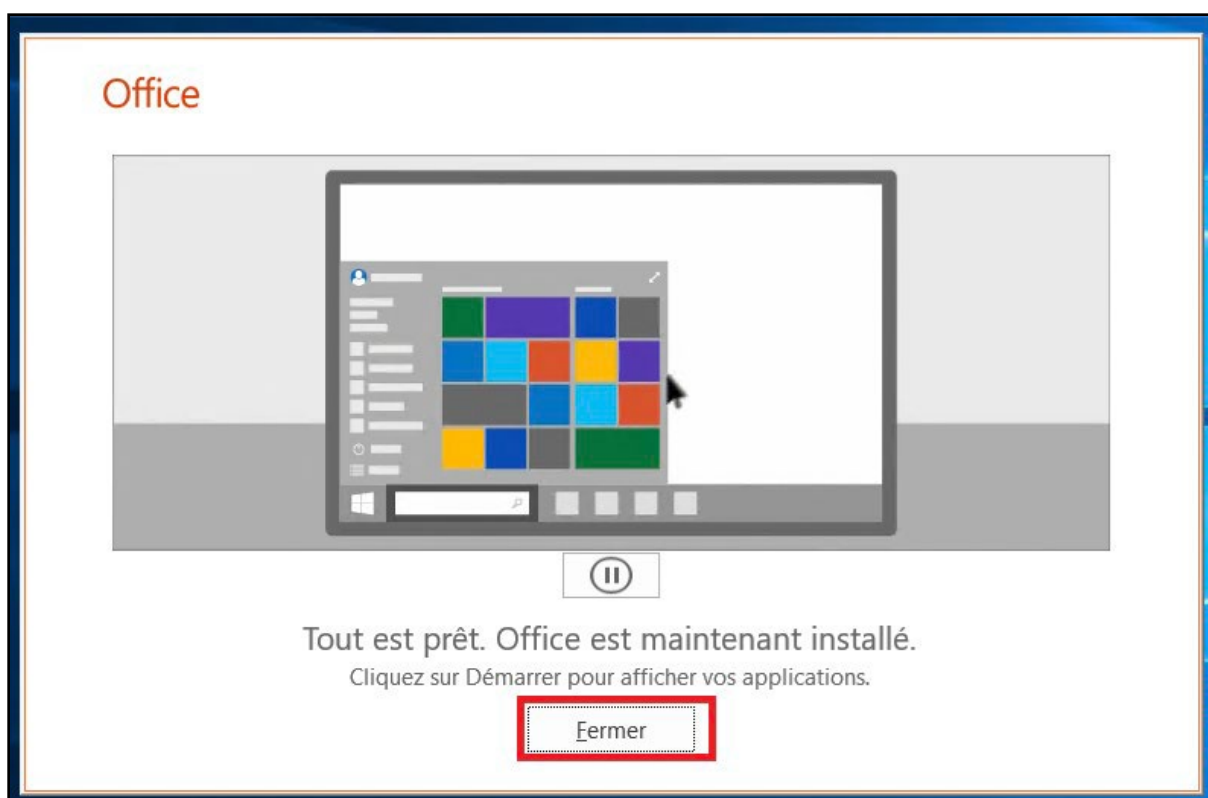 Office
Tout est prêt. Office est maintenant installé.
Cliquez sur Démarrer pour afficher vos applications.
Fermer